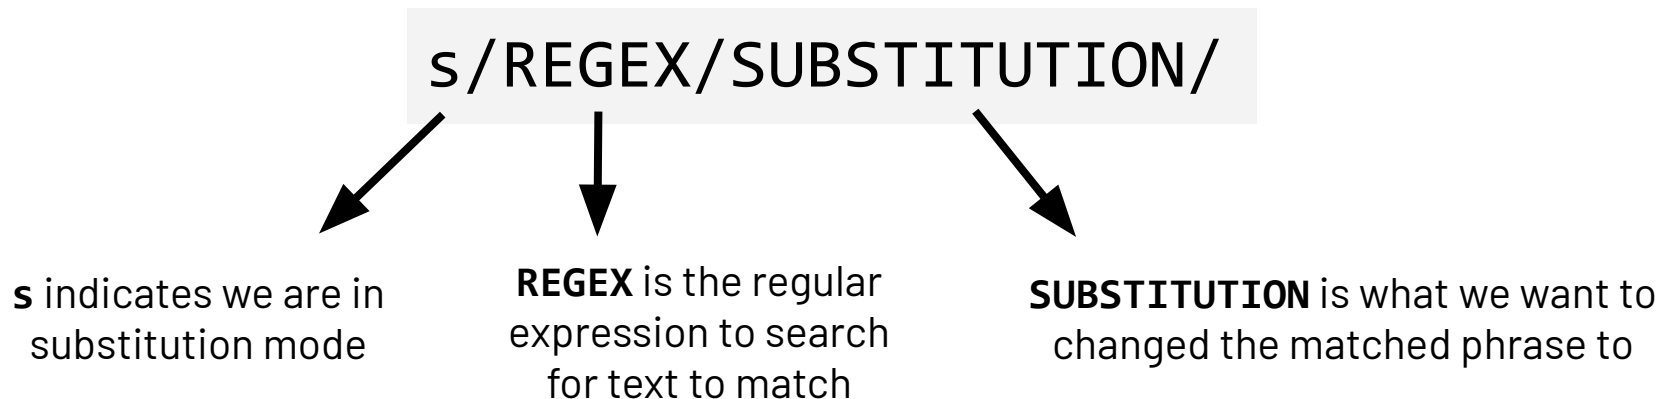 s/REGEX/SUBSTITUTION/
s indicates we are in
substitution mode
REGEX is the regular
expression to search
for text to match
SUBSTITUTION is what we want to
changed the matched phrase to